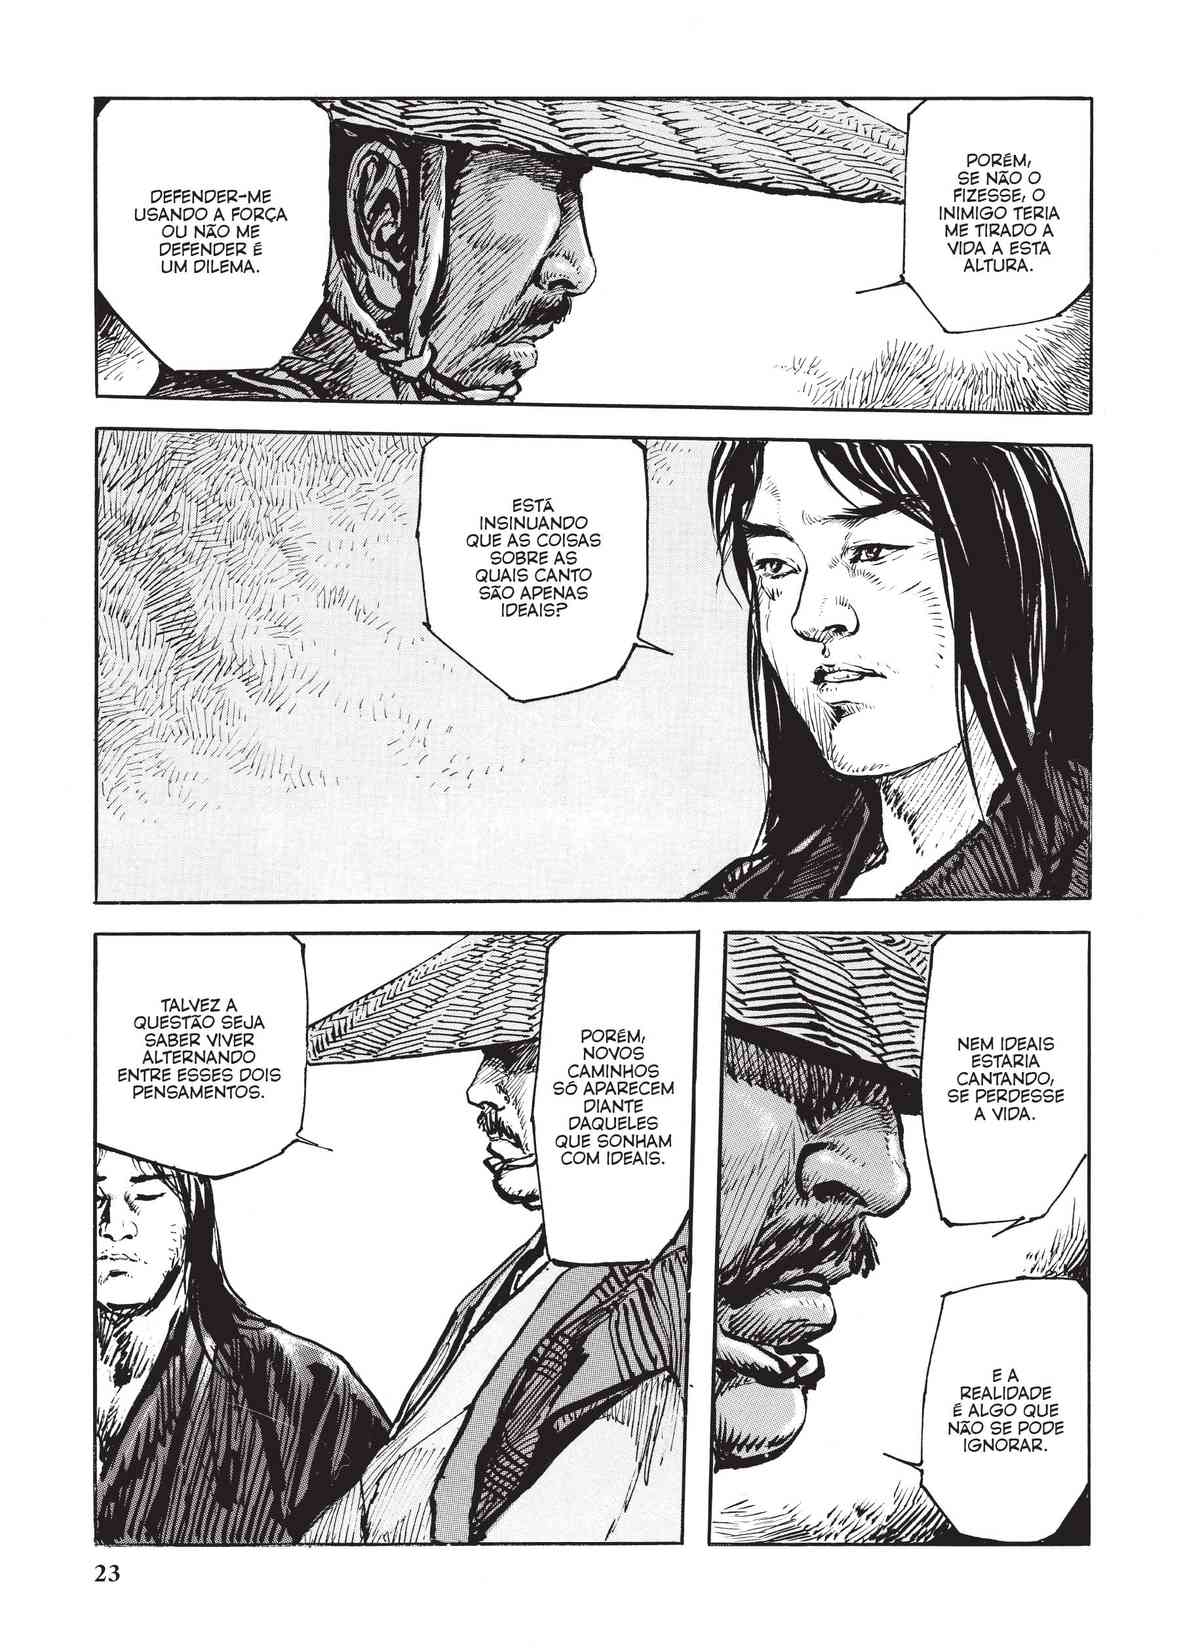 PORÉM,
SE NÃO O
FIZESSE, O
INIMIGO TERIA
ME TIRADO A
VIDA A ESTA
ALTURA.
DEFENDER-ME
USANDO A FORÇA
OU NÃO ME
DEFENDER É
UM DILEMA.
ESTÁ
INSINUANDO
QUE AS COISAS
SOBRE AS
QUAIS CANTO
SÃO APENAS
IDEAIS?
NEM IDEAIS
ESTARIA
CANTANDO,
SE PERDESSE
A VIDA.
E A
REALIDADE
É ALGO QUE
NÃO SE PODE
IGNORAR.
PORÉM,
NOVOS
CAMINHOS
SÓ APARECEM
DIANTE
DAQUELES
QUE SONHAM
COM IDEAIS.
TALVEZ A
QUESTÃO SEJA
SABER VIVER
ALTERNANDO
ENTRE ESSES DOIS
PENSAMENTOS.
23